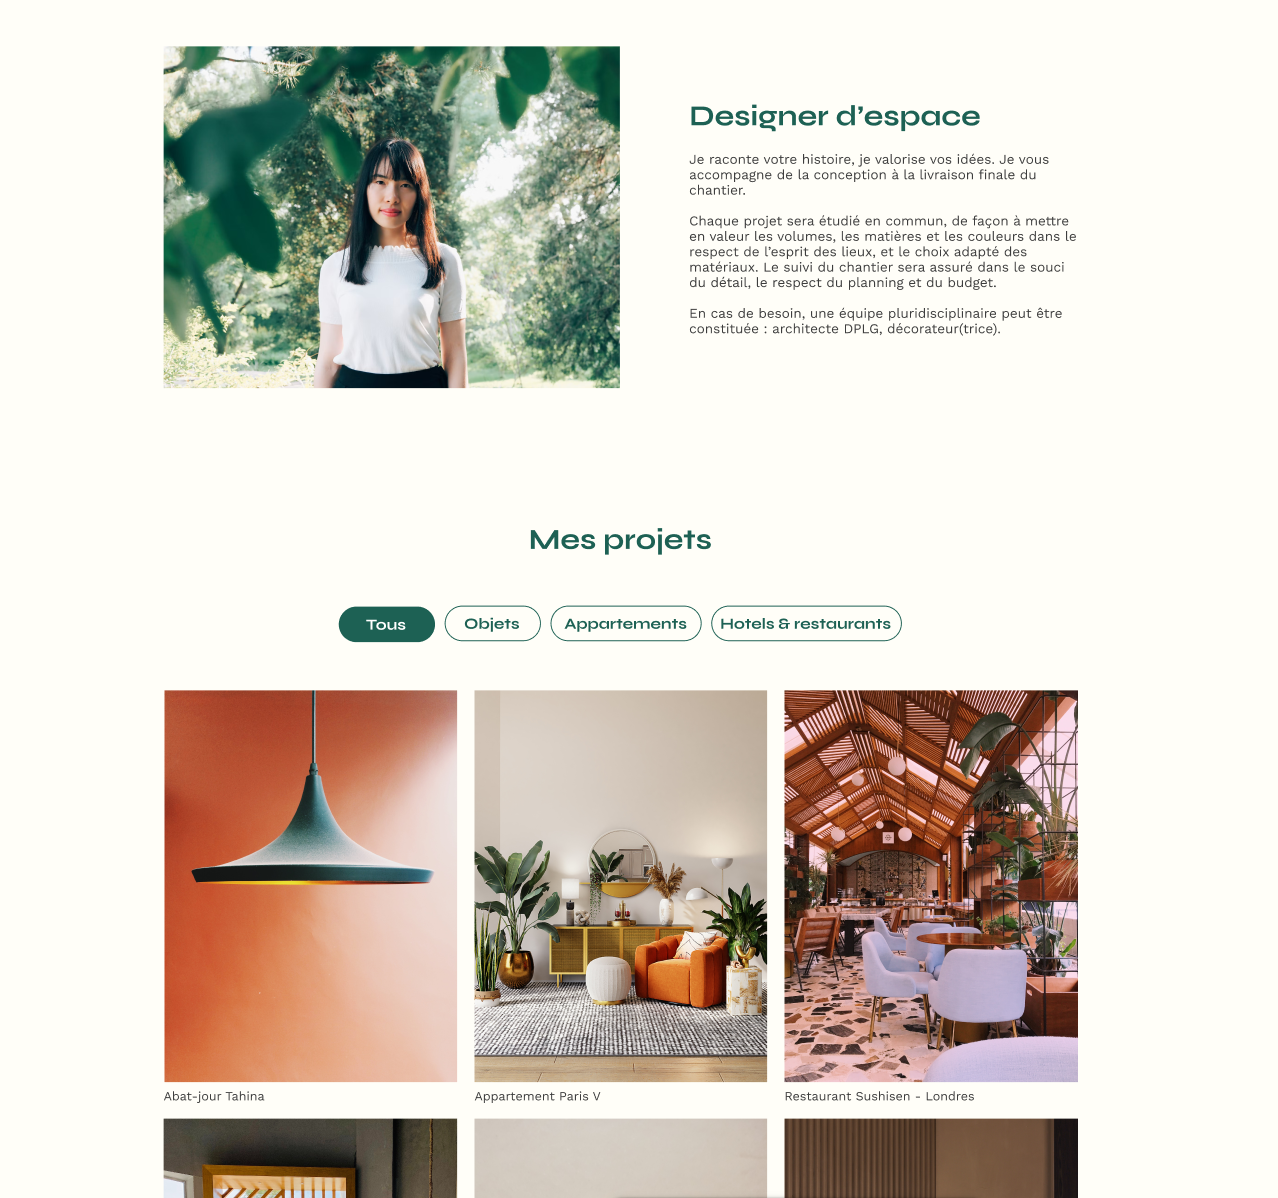 Designer d’espace
Je raconte votre histoire, je valorise vos idées. Je vous
accompagne de la conception à la livraison finale du
chantier.
Chaque projet sera étudié en commun, de façon à mettre
en valeur les volumes, les matières et les couleurs dans le
respect de l’esprit des lieux, et le choix adapté des
matériaux. Le suivi du chantier sera assuré dans le souci
du détail, le respect du planning et du budget.
En cas de besoin, une équipe pluridisciplinaire peut être
constituée : architecte DPLG, décorateur(trice).
Mes projets
Tous
Objets
Appartements
Hotels & restaurants
Abat-jour Tahina
Appartement Paris V
Restaurant Sushisen - Londres